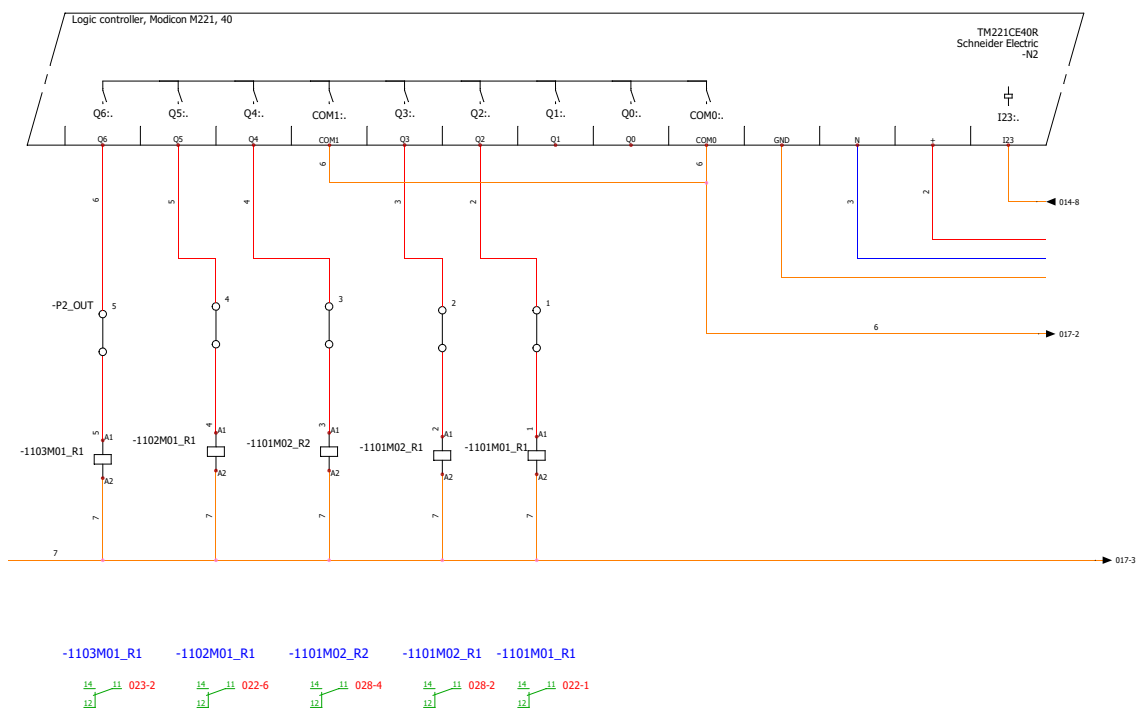 Logic controller, Modicon M221, 40
TM221CE40R
Schneider Electric
-N2
Q6:. Q5:. Q4:. COM1:. Q3:. Q2:. Q1:. Q0:. COM0:. I23:.
Q6 Q5 Q4 COM1 Q3 Q2 Q1 Q0 COM0 GND N + I23
6 6
6 5 4 3 2 3 2
014-8
-P2_OUT 5 4 3 2 1
6 017-2
5 4 3 2 1
A1 A1 A1 A1 A1
-1103M01_R1 -1102M01_R1 -1101M02_R2 -1101M02_R1 -1101M01_R1
A2 A2 A2 A2 A2
7 7 7 7 7
7 017-3
-1103M01_R1 -1102M01_R1 -1101M02_R2 -1101M02_R1 -1101M01_R1
14 11 023-2 14 11 022-6 14 11 028-4 14 11 028-2 14 11 022-1
12 12 12 12 12